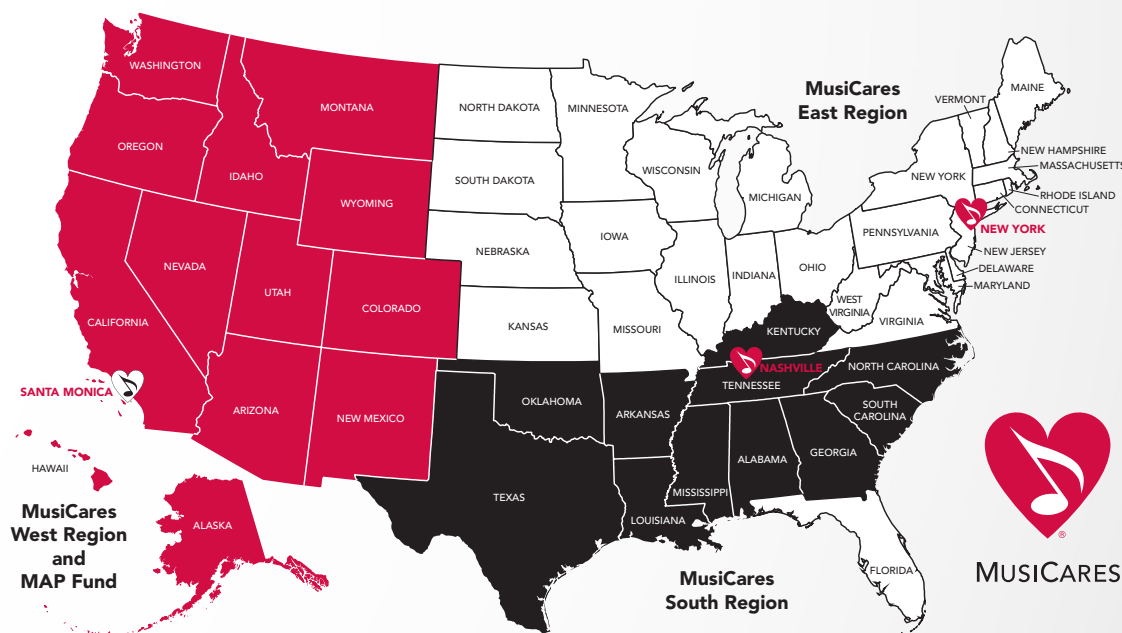 WASHINGTON
MONTANA
OREGON
IDAHO
WYOMING
NEVADA
UTAH
COLORADO
CALIFORNIA
ARIZONA
NEW MEXICO
SANTA MONICA
HAWAII
ALASKA
MusiCares
West Region
and
MAP Fund
NORTH DAKOTA
MINNESOTA
SOUTH DAKOTA
WISCONSIN
MICHIGAN
NEBRASKA
IOWA
ILLINOIS
INDIANA
OHIO
KANSAS
MISSOURI
MusiCares
East Region
VERMONT
MAINE
NEW HAMPSHIRE
MASSACHUSETTS
NEW YORK
RHODE ISLAND
CONNECTICUT
NEW YORK
PENNSYLVANIA
NEW JERSEY
DELAWARE
MARYLAND
WEST
VIRGINIA
VIRGINIA
KENTUCKY
NASHVILLE
TENNESSEE
NORTH CAROLINA
SOUTH
CAROLINA
OKLAHOMA
ARKANSAS
TEXAS
LOUISIANA
MISSISSIPPI
ALABAMA
GEORGIA
FLORIDA
MusiCares
South Region
®
MUSICARES